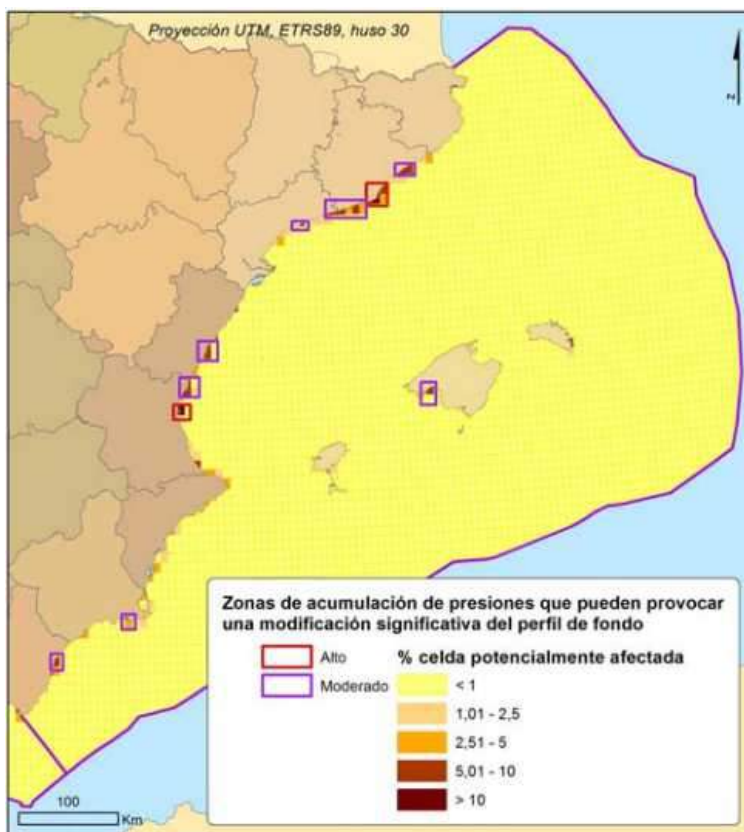 Proyección UTM, ETRS89, huso 30
N
Zonas de acumulación de presiones que pueden provocar
una modificación significativa del perfil de fondo
Alto
Moderado
% celda potencialmente afectada
< 1
1,01 - 2,5
2,51 - 5
5,01 - 10
> 10
100
Km